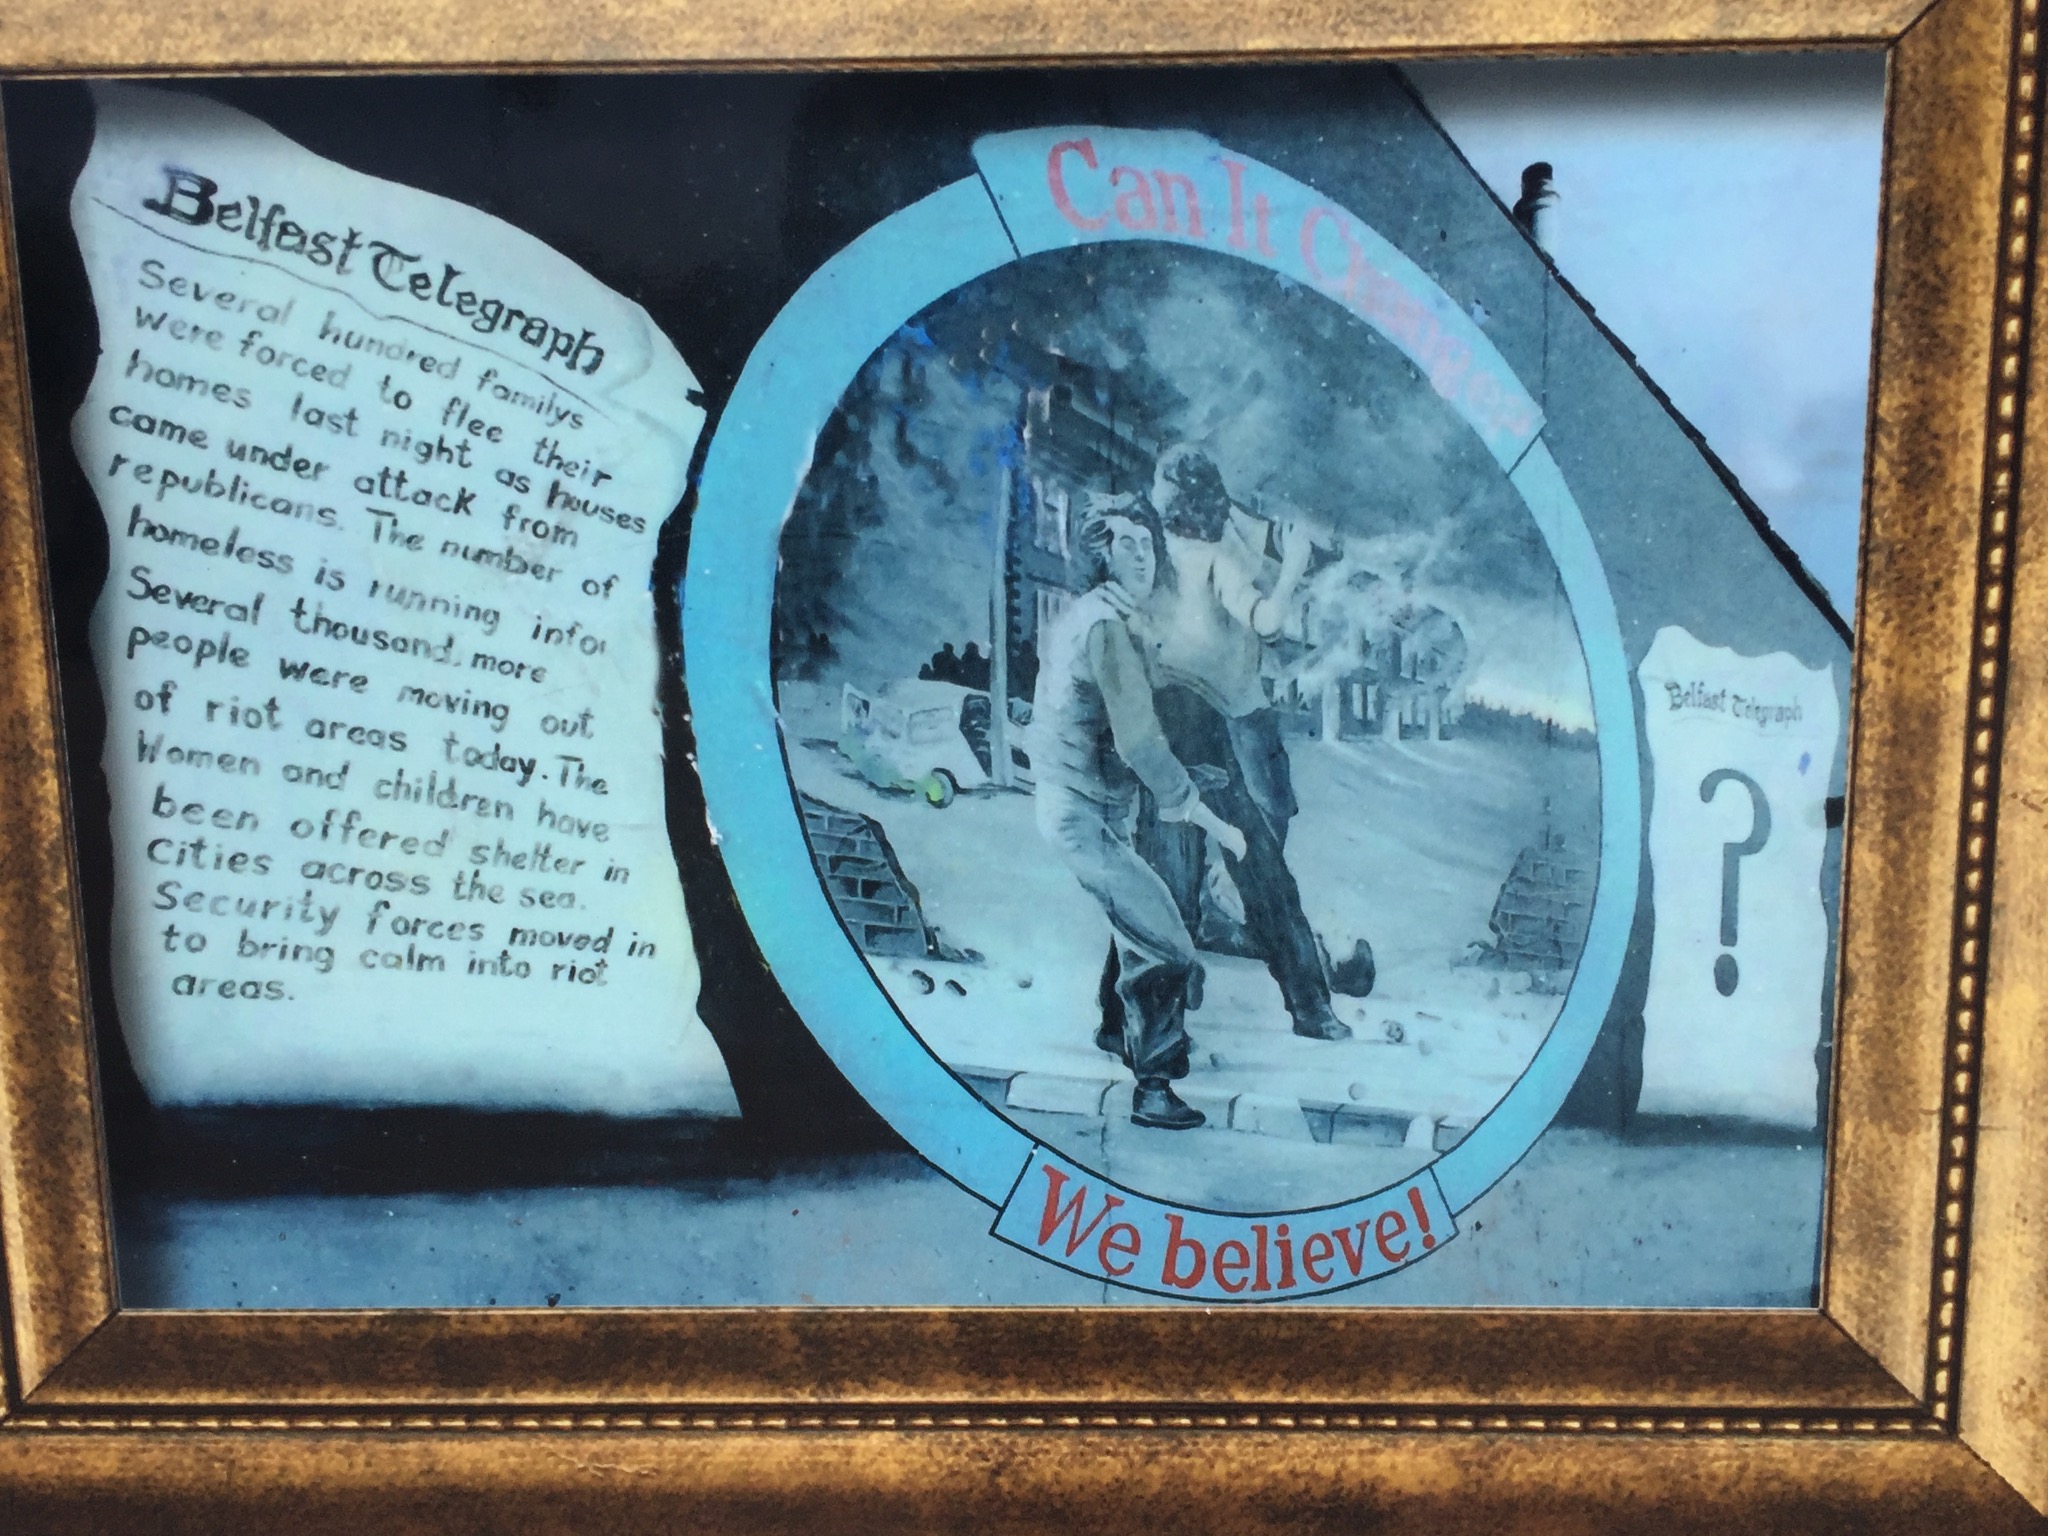 Belfast Telegraph
Several hundred familys
were forced to flee their
homes last night as houses
came under attack from
republicans. The number of
homeless is running into
Several thousand. more
people were moving out
of riot areas today. The
Women and children have
been offered shelter in
Cities across the sea.
Security forces moved in
to bring calm into riot
areas.
Can It Change?
We believe!
Belfast Telegraph
?